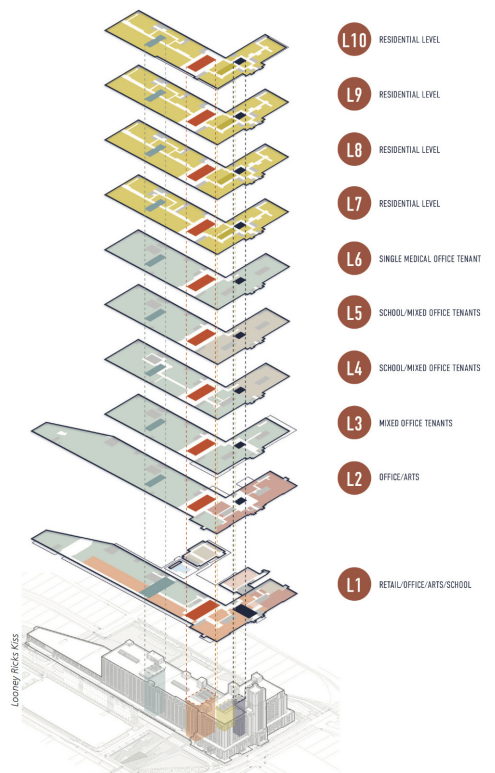 L10 RESIDENTIAL LEVEL
L9 RESIDENTIAL LEVEL
L8 RESIDENTIAL LEVEL
L7 RESIDENTIAL LEVEL
L6 SINGLE MEDICAL OFFICE TENANT
L5 SCHOOL/MIXED OFFICE TENANTS
L4 SCHOOL/MIXED OFFICE TENANTS
L3 MIXED OFFICE TENANTS
L2 OFFICE/ARTS
L1 RETAIL/OFFICE/ARTS/SCHOOL
Looney Ricks Kiss